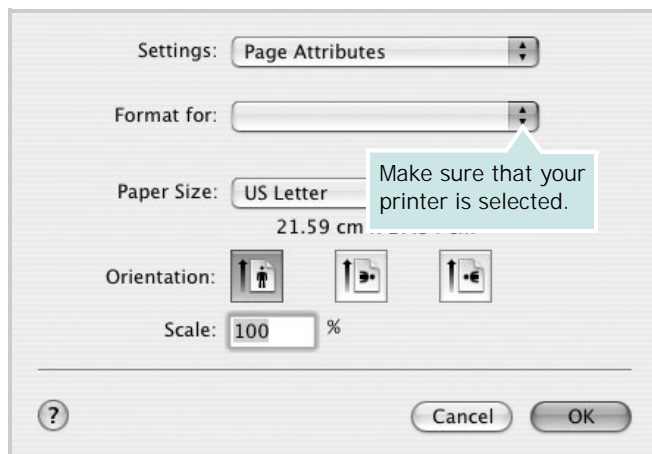 Settings: Page Attributes
Format for:
Make sure that your
printer is selected.
Paper Size: US Letter
21.59 cm
Orientation:
Scale: 100 %
? Cancel OK